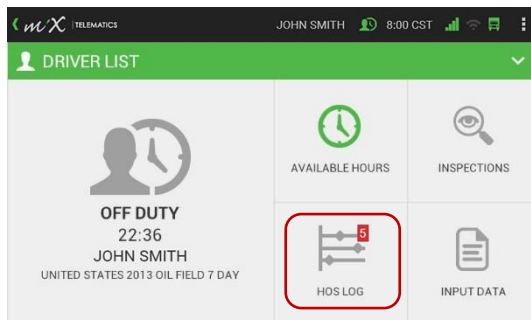 miX TELEMATICS JOHN SMITH 8:00 CST
DRIVER LIST
AVAILABLE HOURS
INSPECTIONS
OFF DUTY
22:36
JOHN SMITH
UNITED STATES 2013 OIL FIELD 7 DAY
5
HOS LOG
INPUT DATA